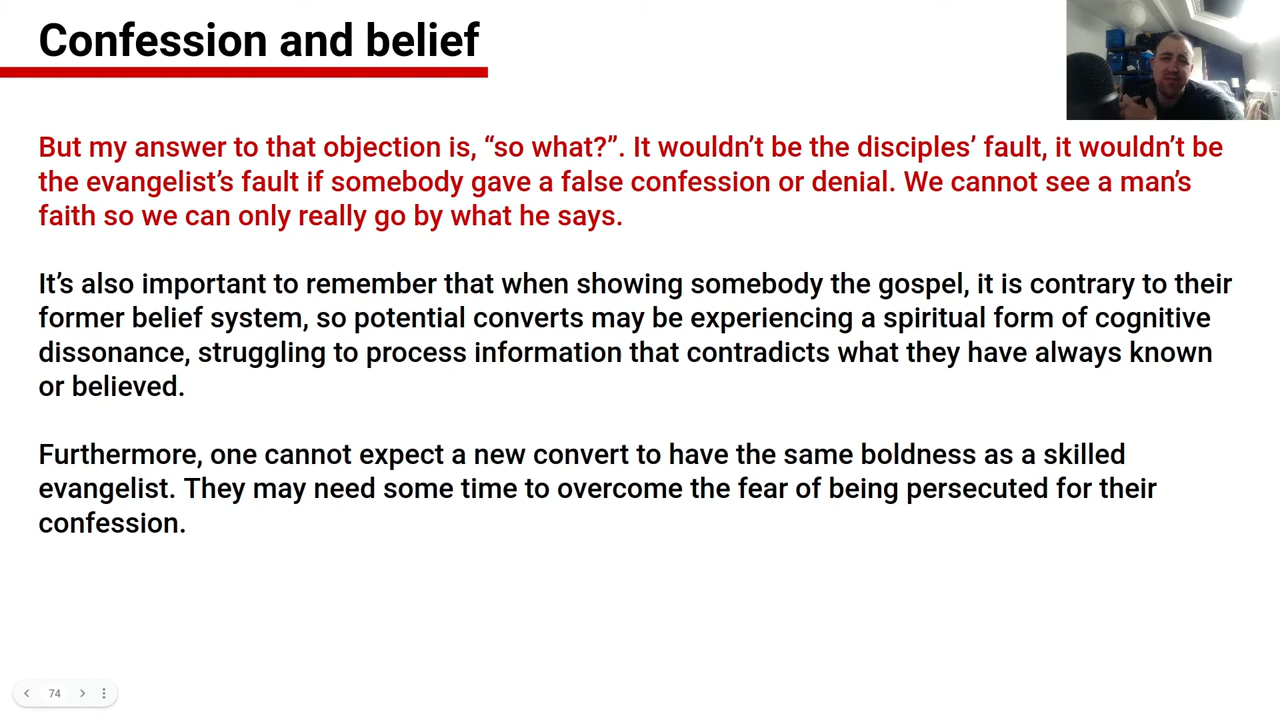 Confession and belief
But my answer to that objection is, “so what?”. It wouldn’t be the disciples’ fault, it wouldn’t be
the evangelist’s fault if somebody gave a false confession or denial. We cannot see a man’s
faith so we can only really go by what he says.
It’s also important to remember that when showing somebody the gospel, it is contrary to their
former belief system, so potential converts may be experiencing a spiritual form of cognitive
dissonance, struggling to process information that contradicts what they have always known
or believed.
Furthermore, one cannot expect a new convert to have the same boldness as a skilled
evangelist. They may need some time to overcome the fear of being persecuted for their
confession.
74